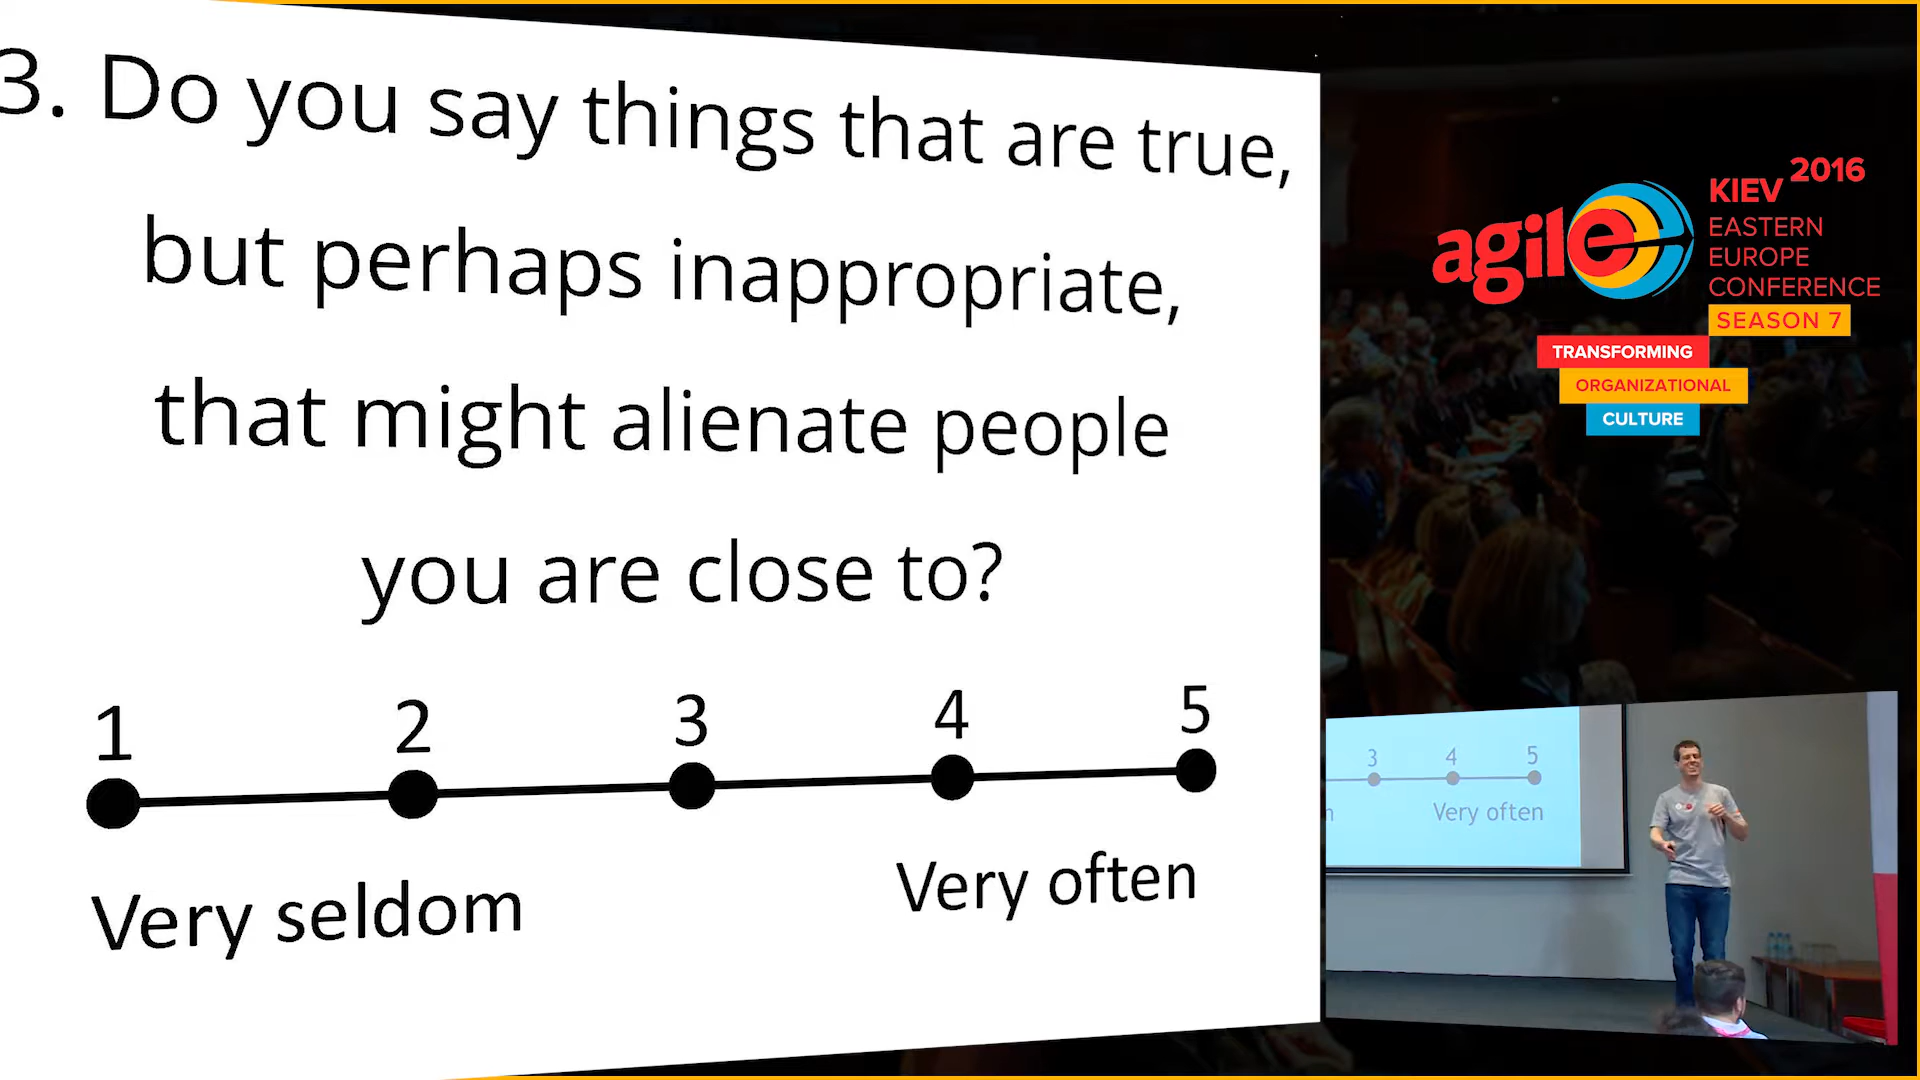 3. Do you say things that are true,
but perhaps inappropriate,
that might alienate people
you are close to?
1 2 3 4 5
Very seldom Very often
agile
KIEV 2016
EASTERN
EUROPE
CONFERENCE
SEASON 7
TRANSFORMING
ORGANIZATIONAL
CULTURE
3 4 5
Very often